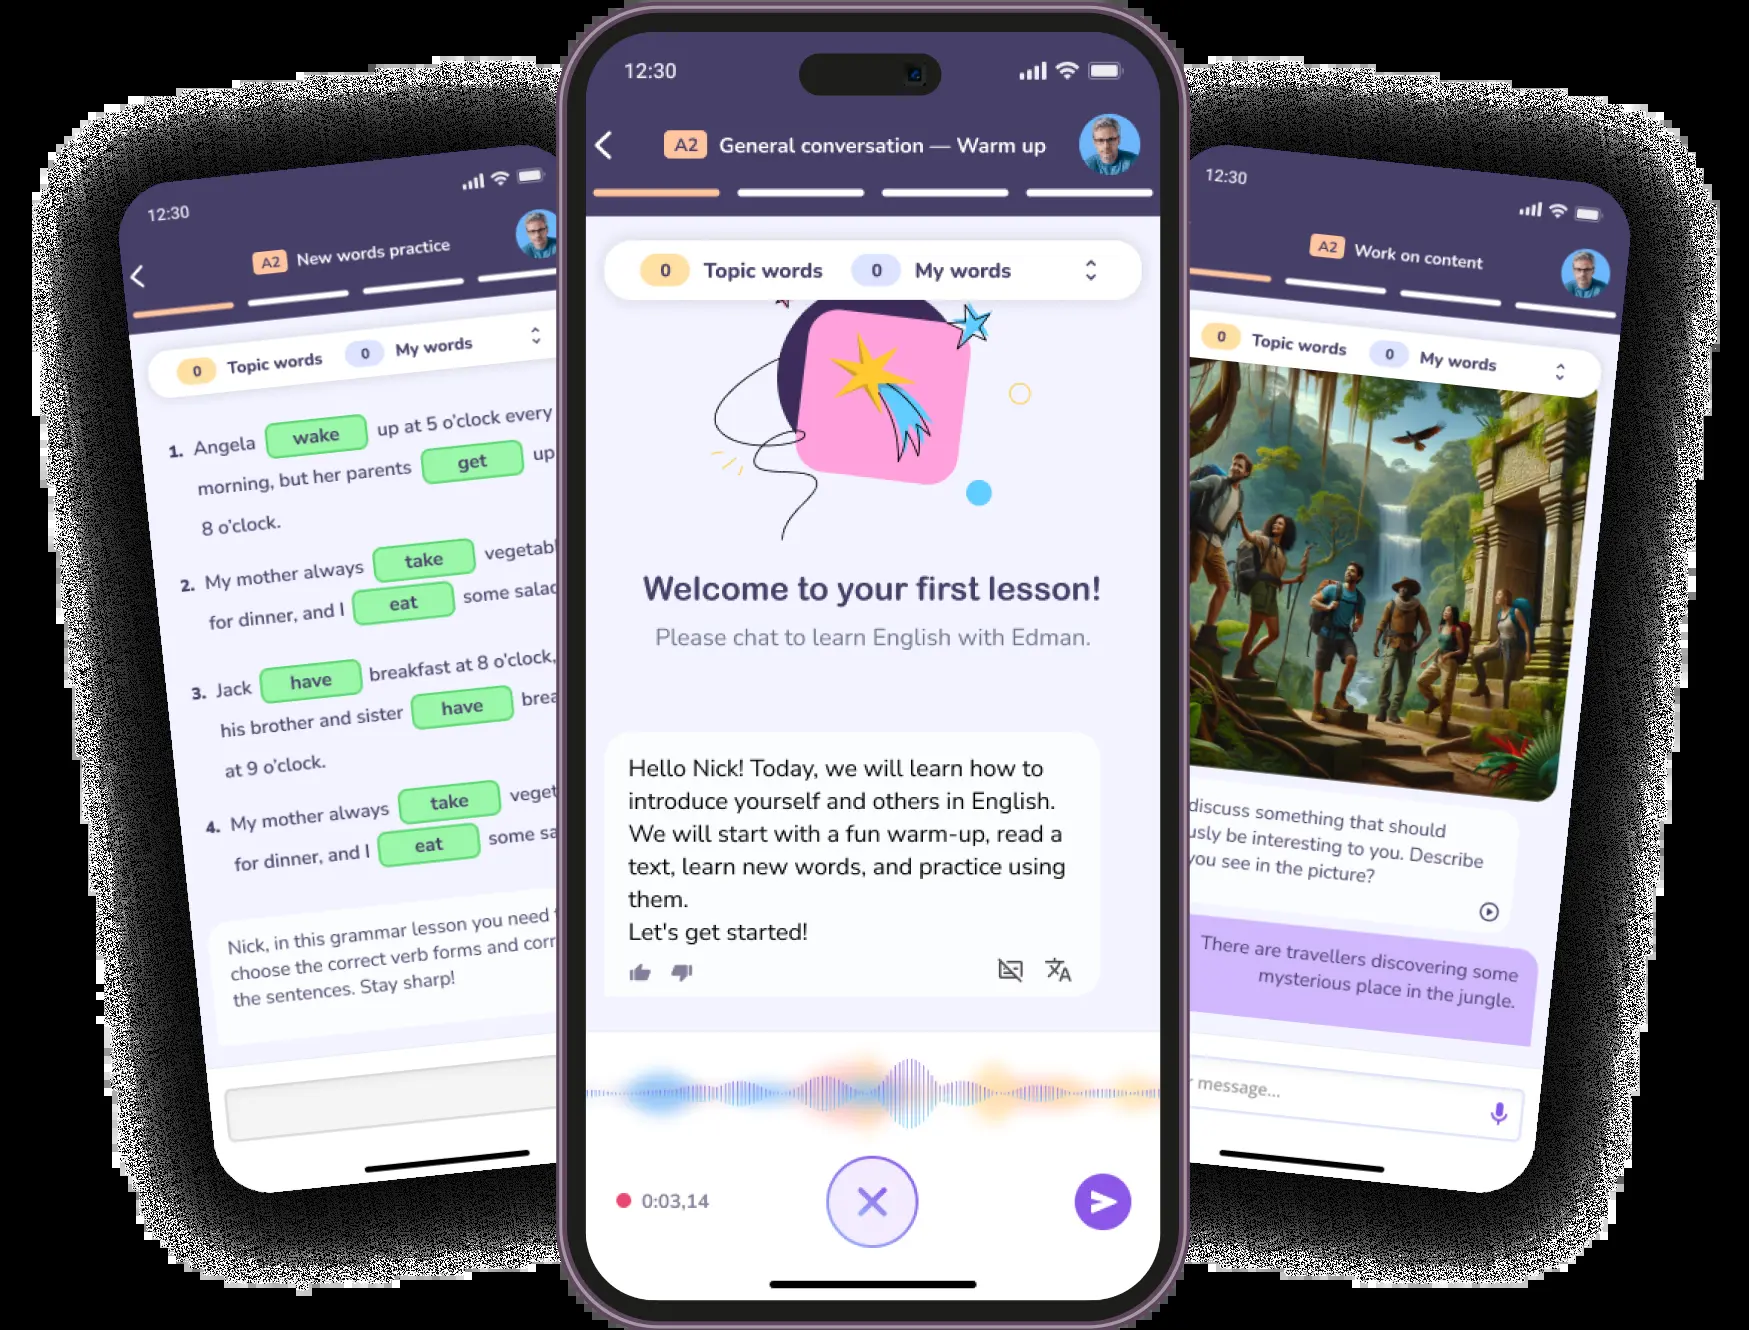 12:30
A2 New words practice
0 Topic words 0 My words
1. Angela wake up at 5 o'clock every
morning, but her parents get up
8 o'clock.
2. My mother always take
for dinner, and I eat some
3. Jack have breakfast at 8 o'clock,
his brother and sister have
at 9 o'clock.
4. My mother always take
for dinner, and I eat some
Nick, in this grammar lesson you need
choose the correct verb forms and
the sentences. Stay sharp!
12:30
A2 General conversation — Warm up
0 Topic words 0 My words
Welcome to your first lesson!
Please chat to learn English with Edman.
Hello Nick! Today, we will learn how to
introduce yourself and others in English.
We will start with a fun warm-up, read a
text, learn new words, and practice using
them.
Let's get started!
0:03,14
12:30
A2 Work on content
0 Topic words 0 My words
discuss something that should
be interesting to you. Describe
you see in the picture?
There are travellers discovering some
mysterious place in the jungle.
message...